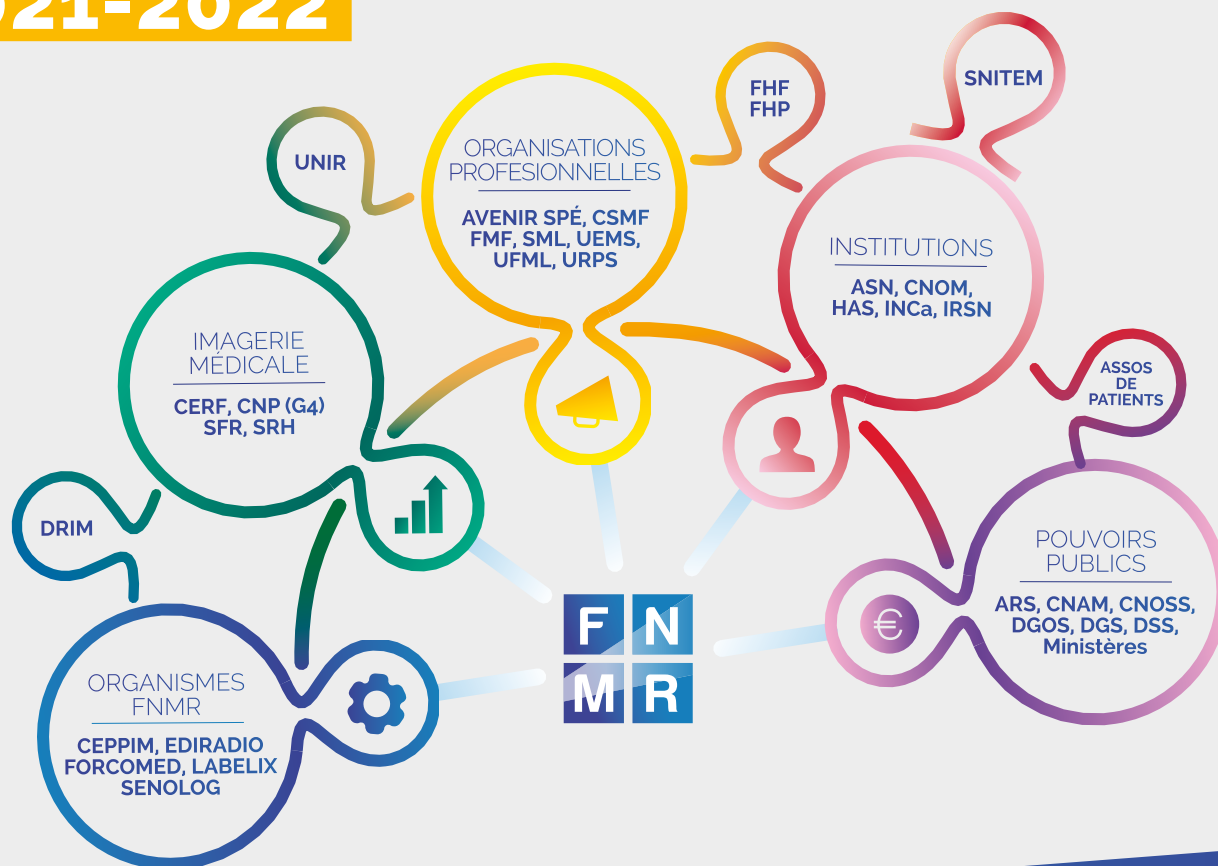 021-2022
SNITEM
FHF
FHP
UNIR
ORGANISATIONS
PROFESIONNELLES
AVENIR SPÉ, CSMF
FMF, SML, UEMS,
UFML, URPS
INSTITUTIONS
ASN, CNOM,
HAS, INCa, IRSN
IMAGERIE
MÉDICALE
CERF, CNP (G4)
SFR, SRH
ASSOS
DE
PATIENTS
DRIM
POUVOIRS
PUBLICS
ARS, CNAM, CNOSS,
DGOS, DGS, DSS,
Ministères
€
F N
M R
ORGANISMES
FNMR
CEPPIM, EDIRADIO
FORCOMED, LABELIX
SENOLOG